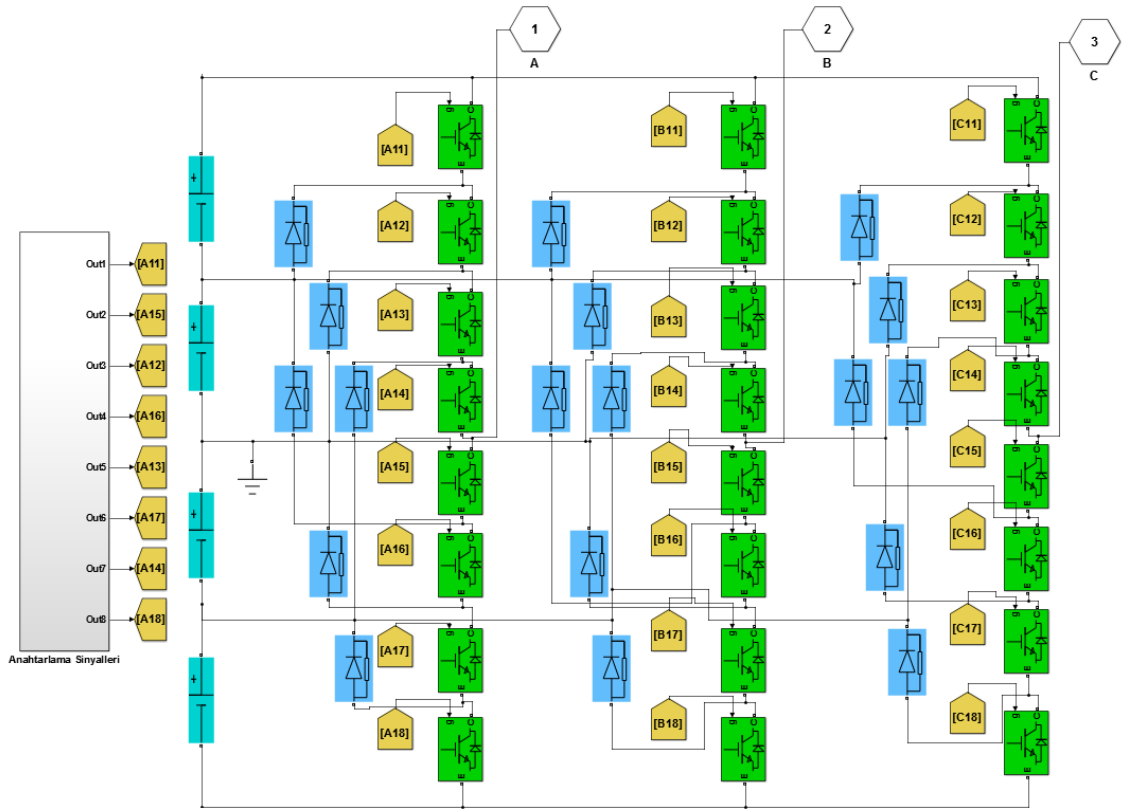 1
A
2
B
3
C
Out1
Out2
Out3
Out4
Out5
Out6
Out7
Out8
[A11]
[A15]
[A12]
[A16]
[A13]
[A17]
[A14]
[A18]
Anahtarlama Sinyalleri
[A11]
[A12]
[A13]
[A14]
[A15]
[A16]
[A17]
[A18]
[B11]
[B12]
[B13]
[B14]
[B15]
[B16]
[B17]
[B18]
[C11]
[C12]
[C13]
[C14]
[C15]
[C16]
[C17]
[C18]
g C
E
g C
E
g C
E
g C
E
g C
E
g C
E
g C
E
g C
E
g C
E
g C
E
g C
E
g C
E
g C
E
g C
E
g C
E
g C
E
g C
E
g C
E
g C
E
g C
E
g C
E
g C
E
g C
E
g C
E